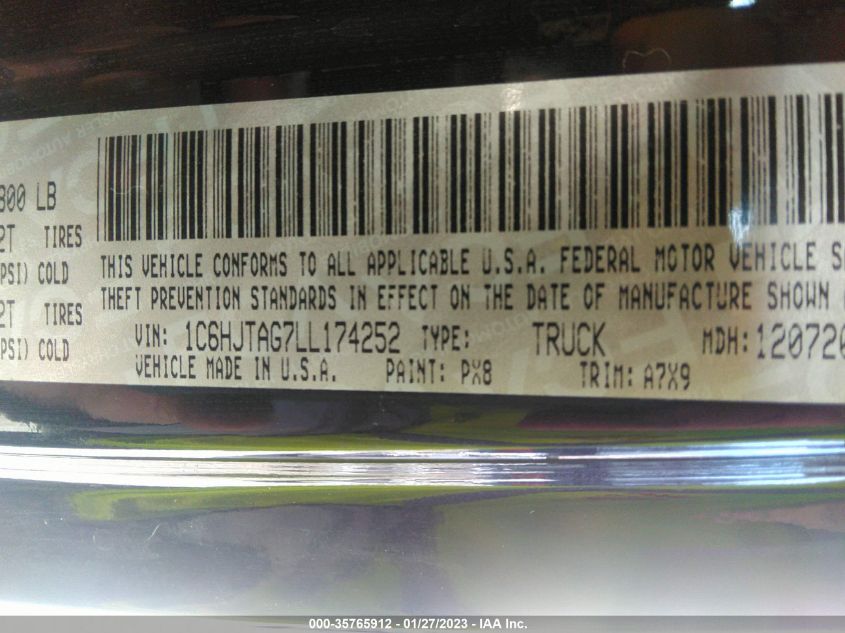 800 LB
2T TIRES
PSI) COLD
2T TIRES
PSI) COLD
THIS VEHICLE CONFORMS TO ALL APPLICABLE U.S.A. FEDERAL MOTOR VEHICLE
THEFT PREVENTION STANDARDS IN EFFECT ON THE DATE OF MANUFACTURE SHOWN
VIN: 1C6HJTAG7LL174252 TYPE: TRUCK MDH: 120720
VEHICLE MADE IN U.S.A. PAINT: PX8 TRIM: A7X9
000-35765912 - 01/27/2023 - IAA Inc.